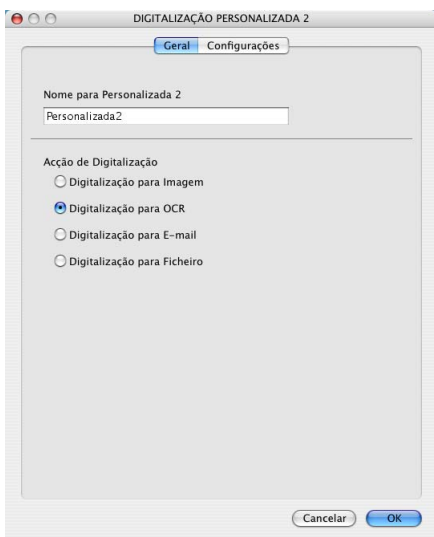 DIGITALIZAÇÃO PERSONALIZADA 2
Geral Configurações
Nome para Personalizada 2
Personalizada2
Acção de Digitalização
Digitalização para Imagem
Digitalização para OCR
Digitalização para E-mail
Digitalização para Ficheiro
Cancelar OK